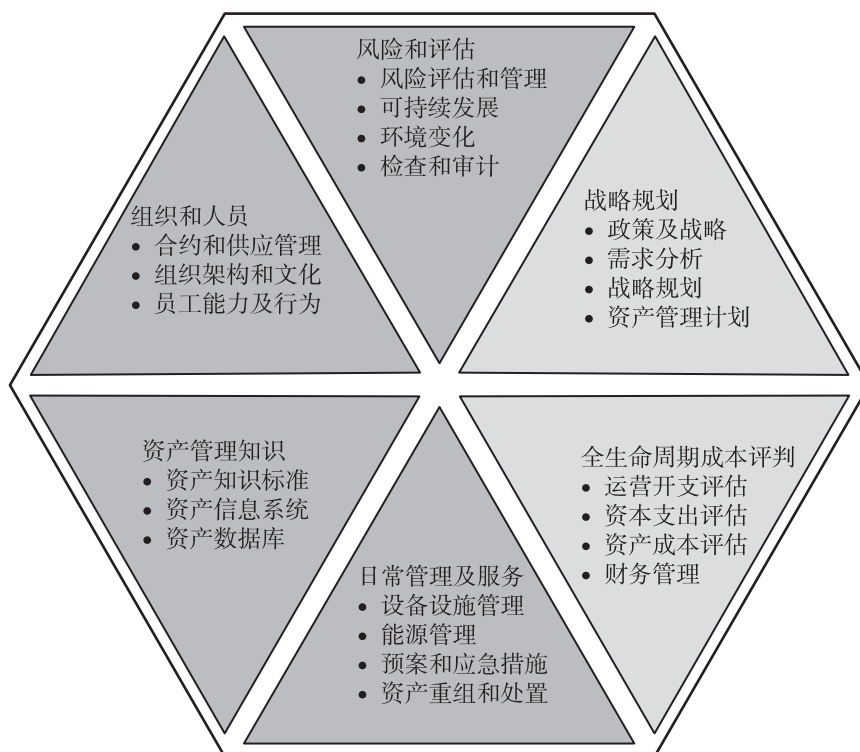 风险和评估
• 风险评估和管理
• 可持续发展
• 环境变化
• 检查和审计
组织和人员
• 合约和供应管理
• 组织架构和文化
• 员工能力及行为
战略规划
• 政策及战略
• 需求分析
• 战略规划
• 资产管理计划
资产管理知识
• 资产知识标准
• 资产信息系统
• 资产数据库
日常管理及服务
• 设备设施管理
• 能源管理
• 预案和应急措施
• 资产重组和处置
全生命周期成本评判
• 运营开支评估
• 资本支出评估
• 资产成本评估
• 财务管理